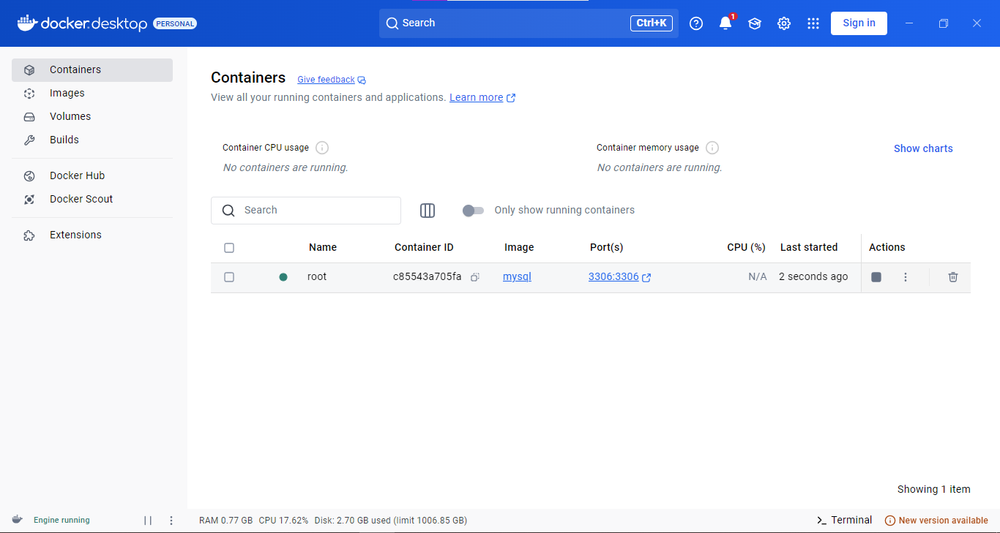 docker.desktop PERSONAL
Search Ctrl+K
1
Sign in
Containers
Images
Volumes
Builds
Docker Hub
Docker Scout
Extensions
Containers Give feedback
View all your running containers and applications. Learn more
Container CPU usage
No containers are running.
Container memory usage
No containers are running.
Show charts
Search
Only show running containers
Name Container ID Image Port(s) CPU (%) Last started Actions
root c85543a705fa mysql 3306:3306 N/A 2 seconds ago
Showing 1 item
Engine running
RAM 0.77 GB CPU 17.62% Disk: 2.70 GB used (limit 1006.85 GB)
Terminal
New version available